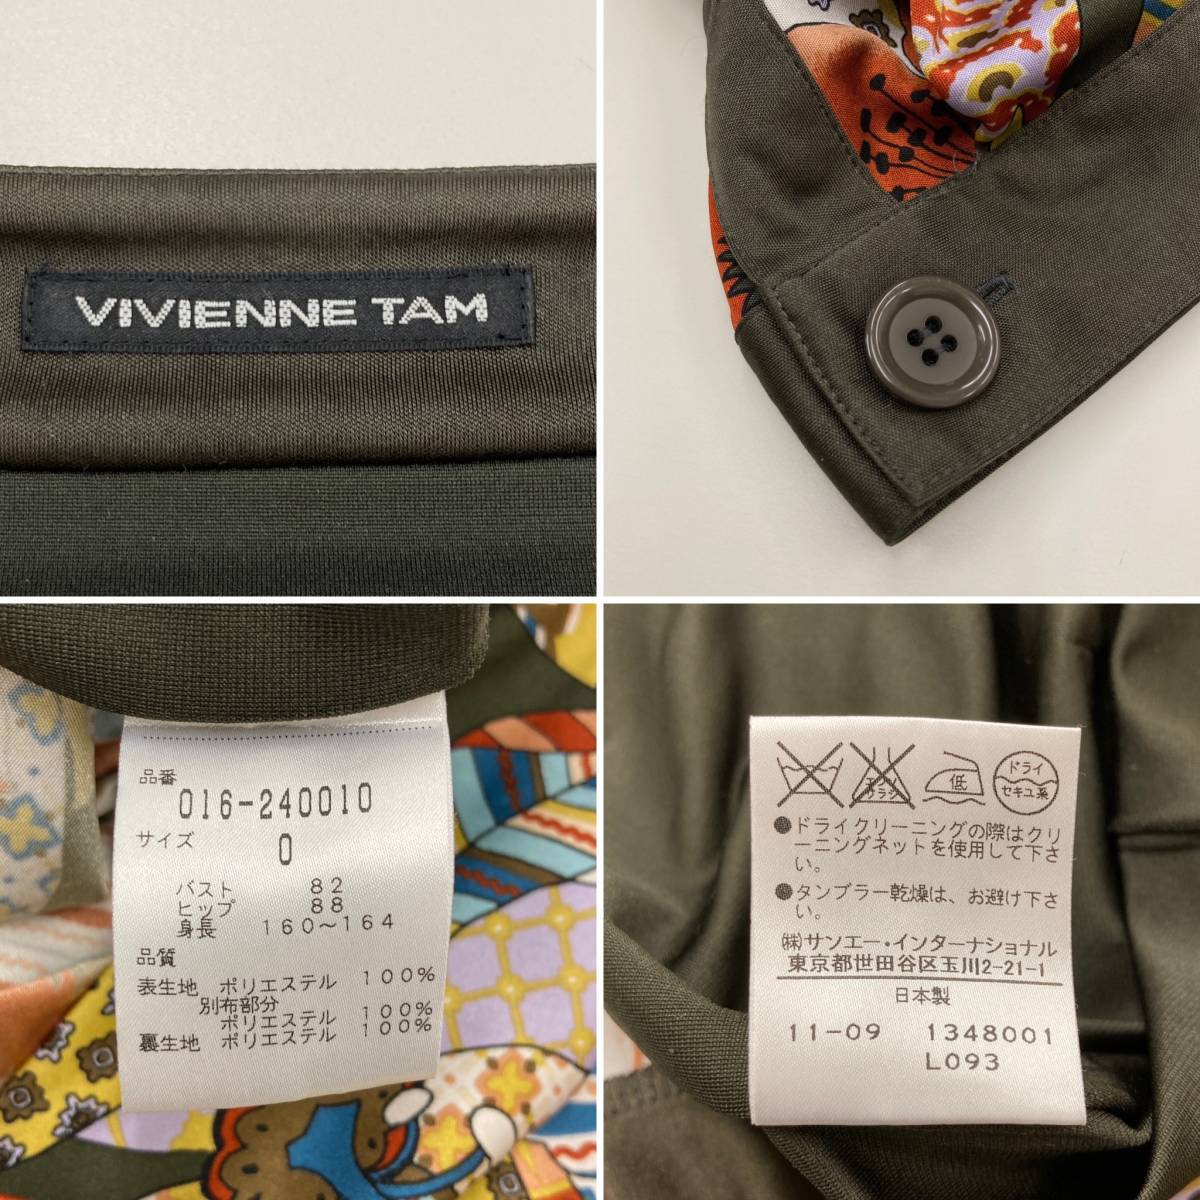 VIVIENNE TAM
品番
016-240010
サイズ
0
バスト 82
ヒップ 88
身長 160~164
品質
表生地 ポリエステル 100%
別布部分
ポリエステル 100%
裏生地 ポリエステル 100%
低
ドライ
セキユ系
●ドライクリーニングの際はクリ
ーニングネットを使用して下さ
い。
●タンブラー乾燥は、お避け下さ
い。
㈱サンエー・インターナショナル
東京都世田谷区玉川2-21-1
日本製
11-09 1348001
L093